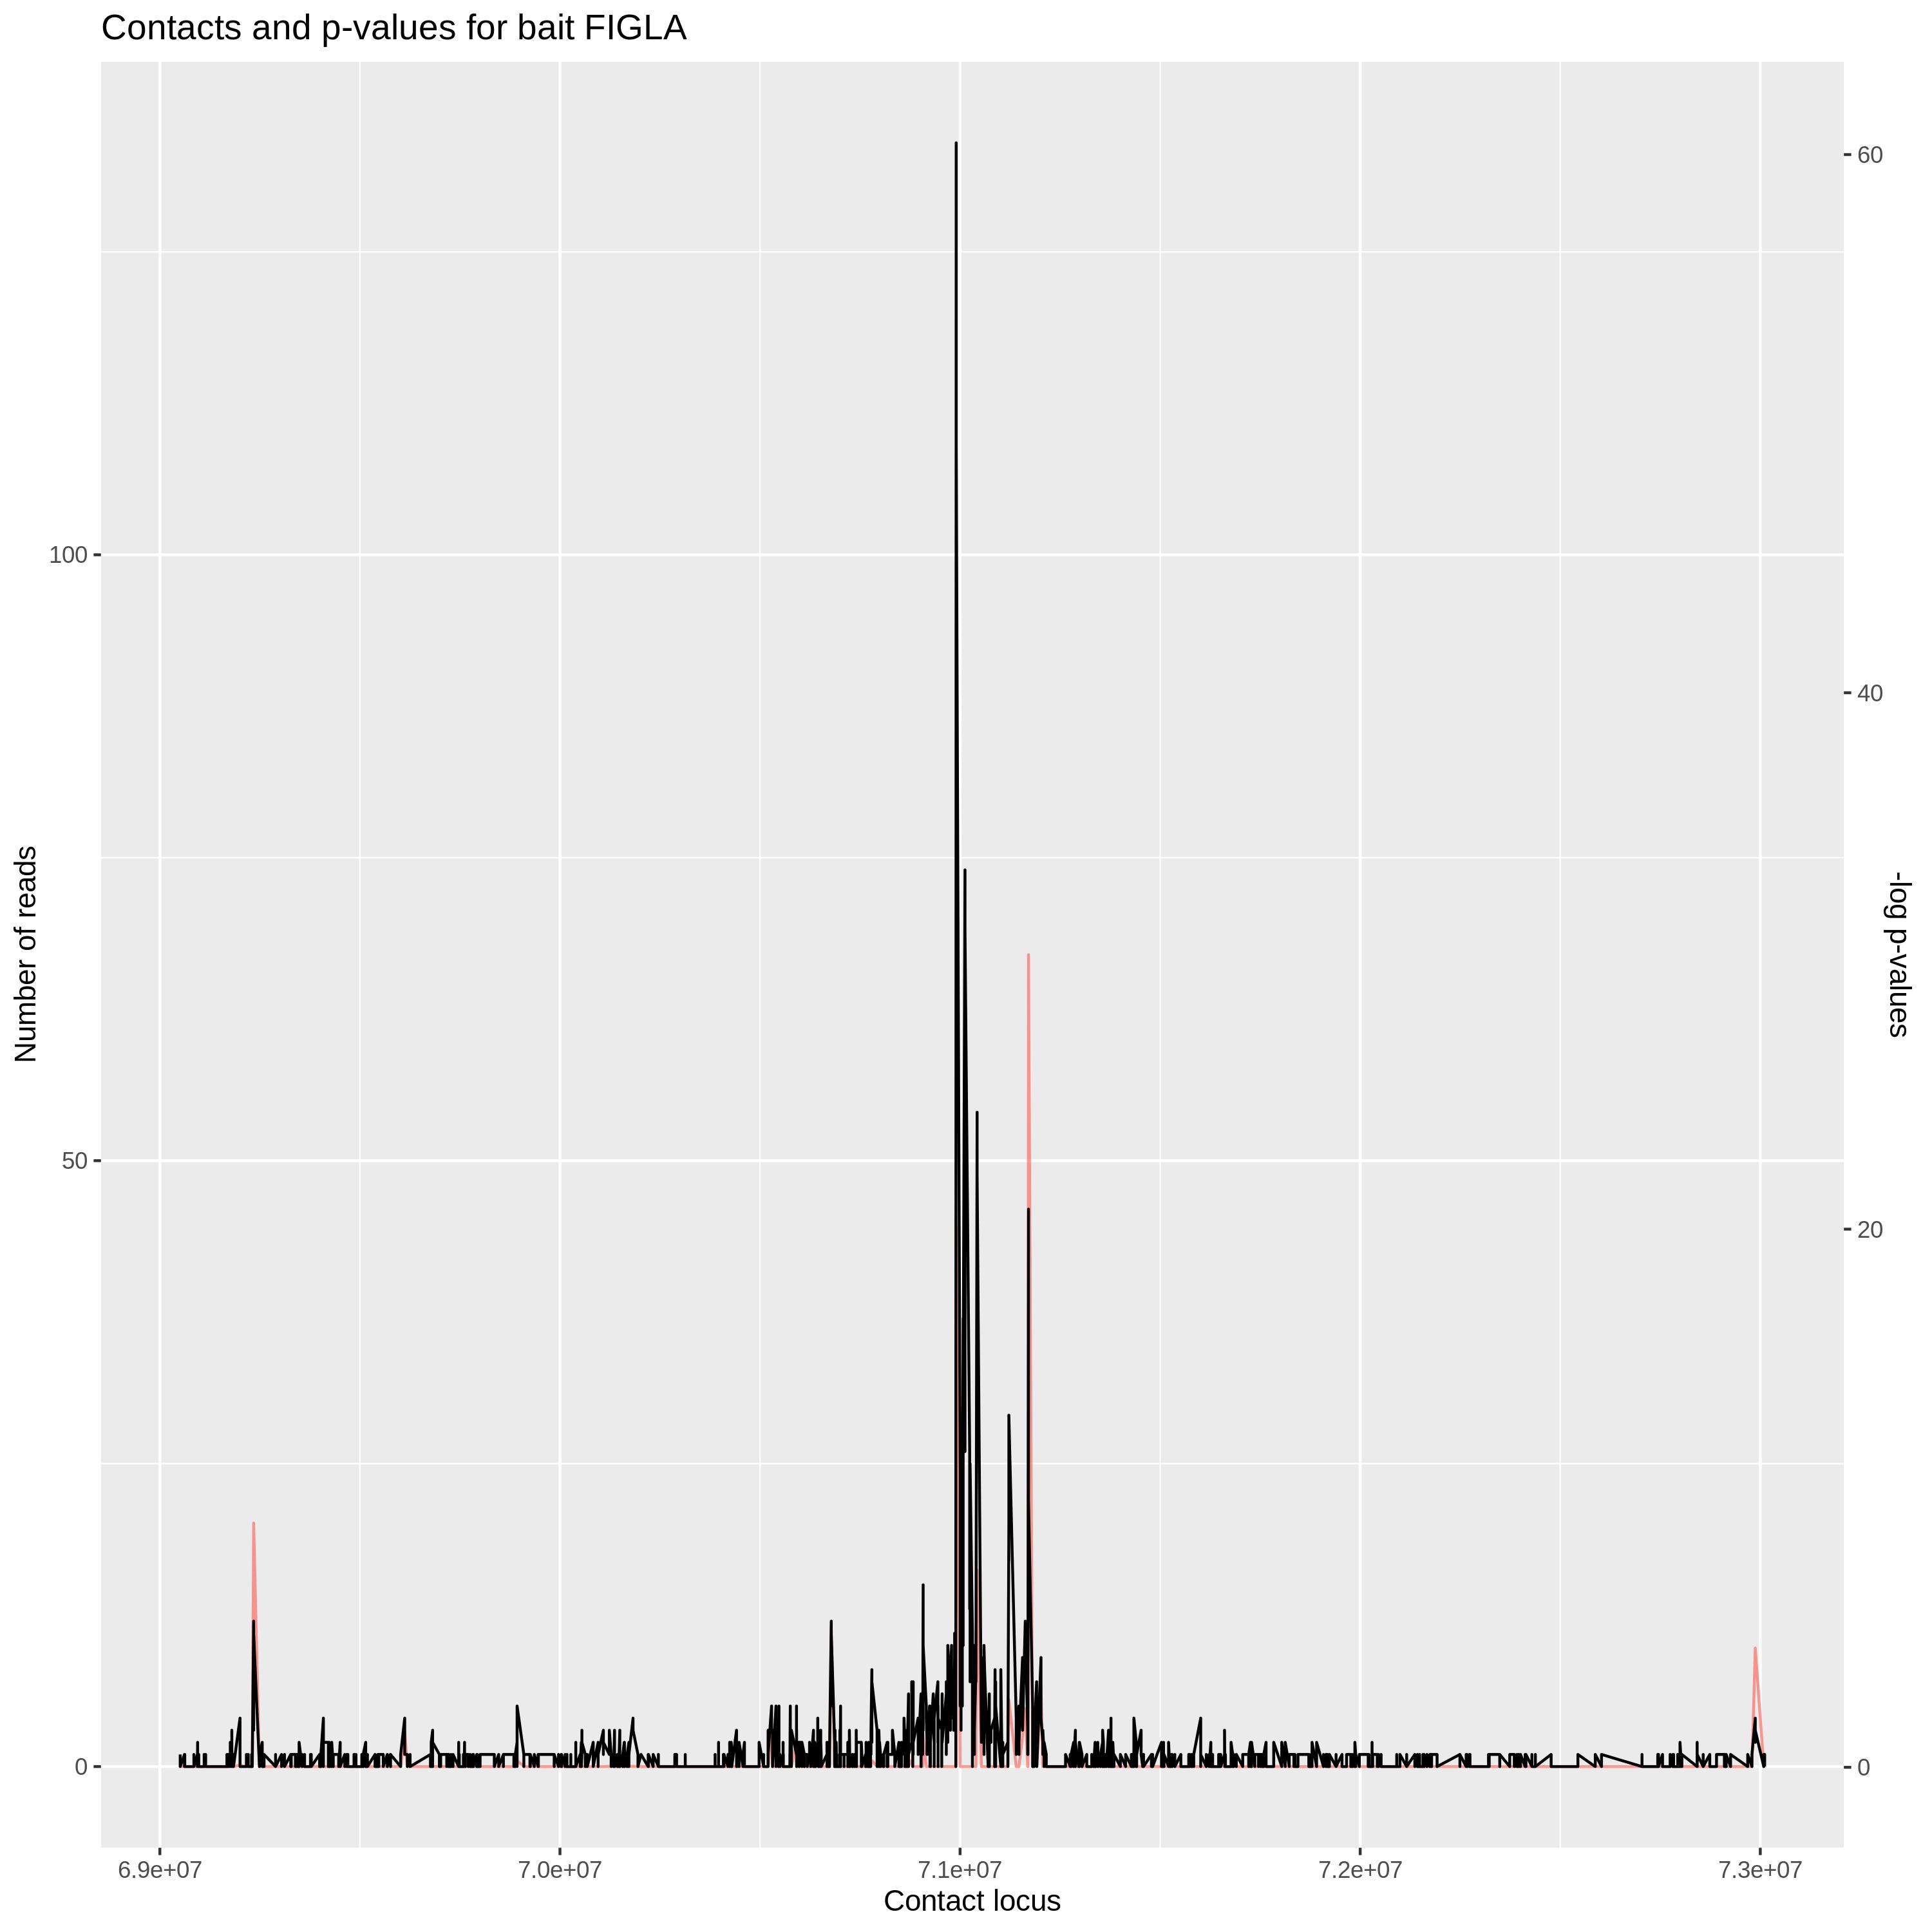 Contacts and p-values for bait FIGLA
Number of reads
100
50
0
60
40
20
0
-log p-values
6.9e+07 7.0e+07 7.1e+07 7.2e+07 7.3e+07
Contact locus